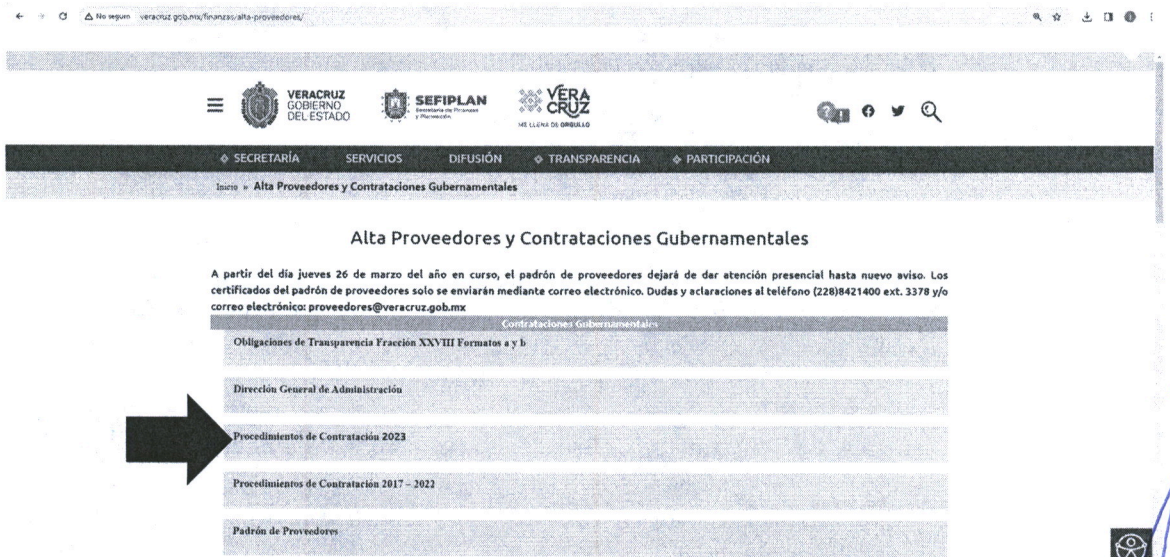 No seguro veracruz.gob.mx/finanzas/alta-proveedores/
VERACRUZ
GOBIERNO
DEL ESTADO
SEFIPLAN
Secretaría de Finanzas
y Planeación
VERA
CRUZ
ME LLENA DE ORGULLO
SECRETARÍA SERVICIOS DIFUSIÓN TRANSPARENCIA PARTICIPACIÓN
Inicio » Alta Proveedores y Contrataciones Gubernamentales
Alta Proveedores y Contrataciones Gubernamentales
A partir del día jueves 26 de marzo del año en curso, el padrón de proveedores dejará de dar atención presencial hasta nuevo aviso. Los
certificados del padrón de proveedores solo se enviarán mediante correo electrónico. Dudas y aclaraciones al teléfono (228)8421400 ext. 3378 y/o
correo electrónico: proveedores@veracruz.gob.mx
Contrataciones Gubernamentales
Obligaciones de Transparencia Fracción XXVIII Formatos a y b
Dirección General de Administración
Procedimientos de Contratación 2023
Procedimientos de Contratación 2017 – 2022
Padrón de Proveedores